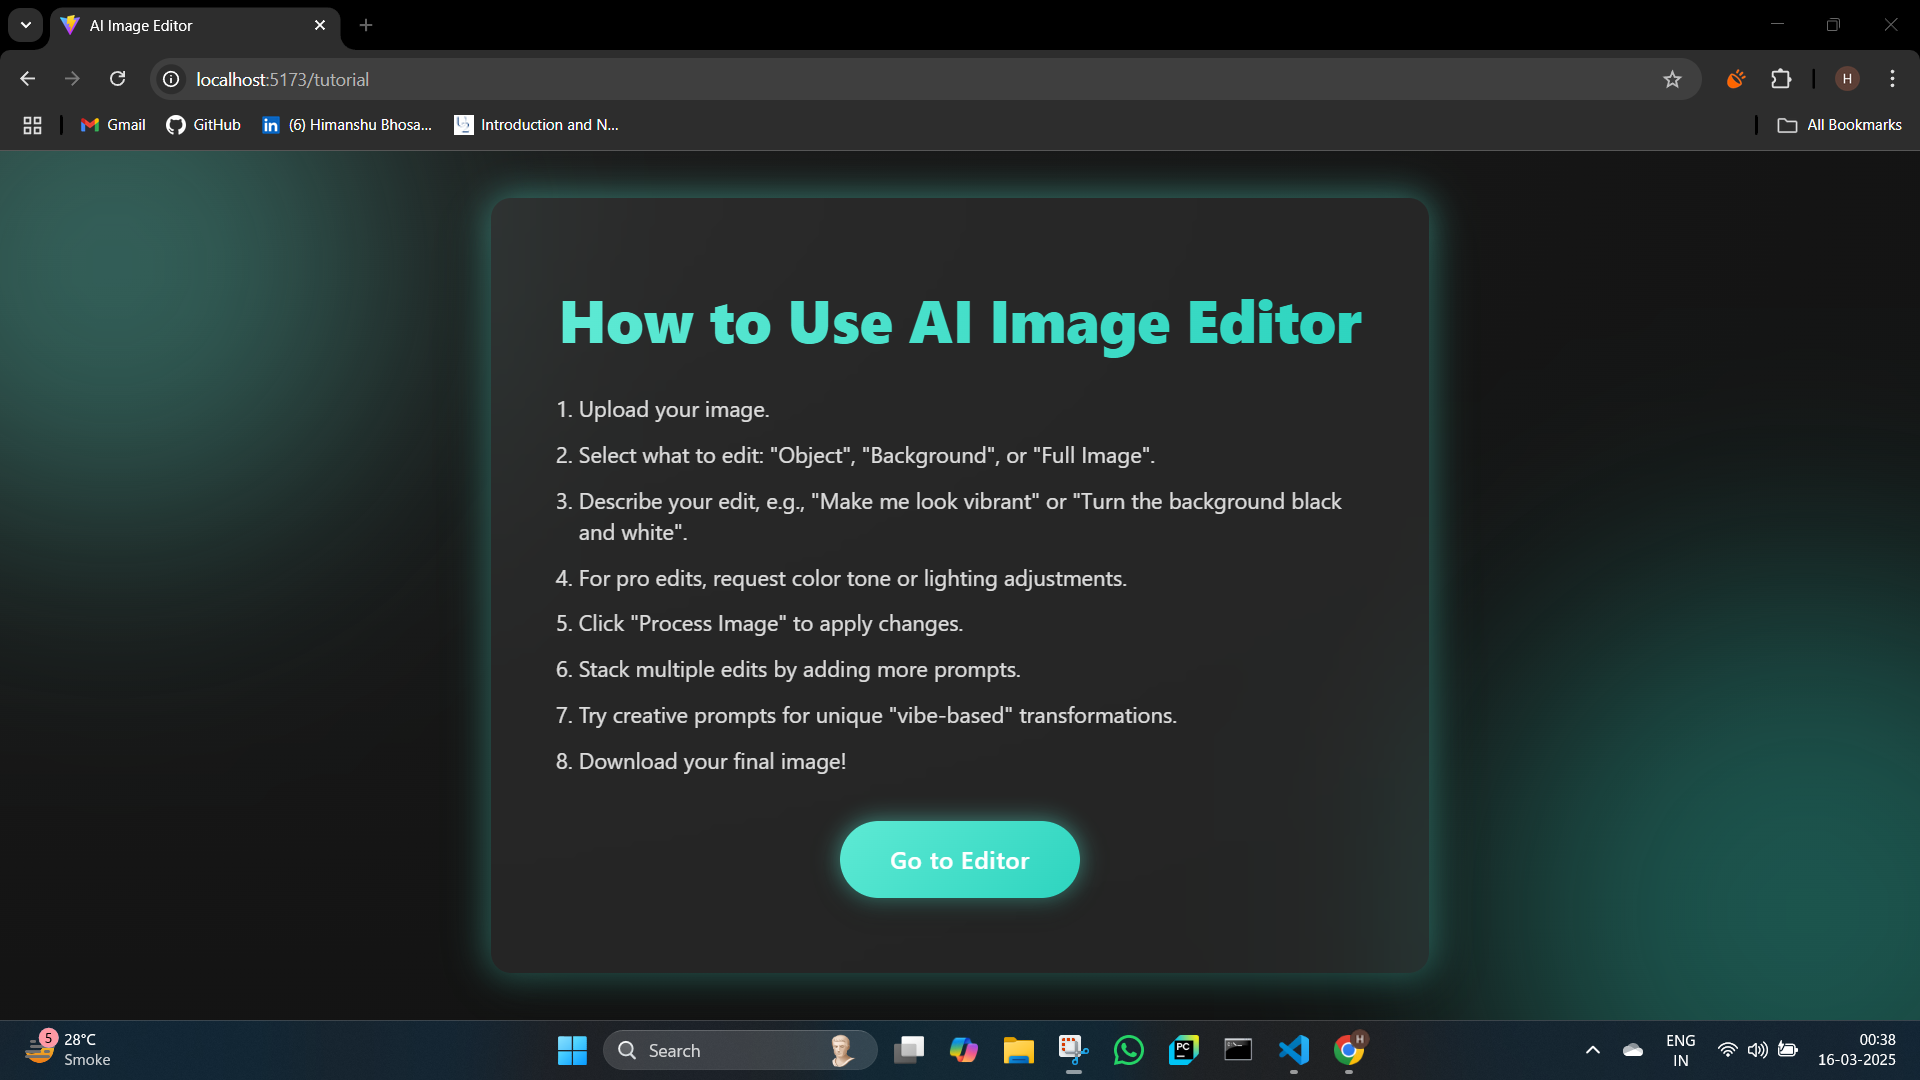 AI Image Editor
localhost:5173/tutorial
H
Gmail
GitHub
(6) Himanshu Bhosa...
Introduction and N...
All Bookmarks
How to Use AI Image Editor
1. Upload your image.
2. Select what to edit: "Object", "Background", or "Full Image".
3. Describe your edit, e.g., "Make me look vibrant" or "Turn the background black
and white".
4. For pro edits, request color tone or lighting adjustments.
5. Click "Process Image" to apply changes.
6. Stack multiple edits by adding more prompts.
7. Try creative prompts for unique "vibe-based" transformations.
8. Download your final image!
Go to Editor
5
28°C
Smoke
Search
PC
H
ENG
IN
00:38
16-03-2025